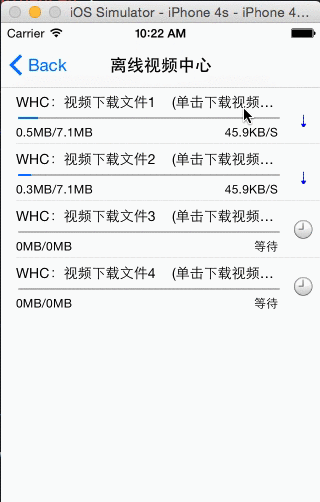 iOS Simulator - iPhone 4s - iPhone 4...
Carrier 10:22 AM
Back 离线视频中心
WHC：视频下载文件1 (单击下载视频...
0.5MB/7.1MB 45.9KB/S
WHC：视频下载文件2 (单击下载视频...
0.3MB/7.1MB 45.9KB/S
WHC：视频下载文件3 (单击下载视频...
0MB/0MB 等待
WHC：视频下载文件4 (单击下载视频...
0MB/0MB 等待